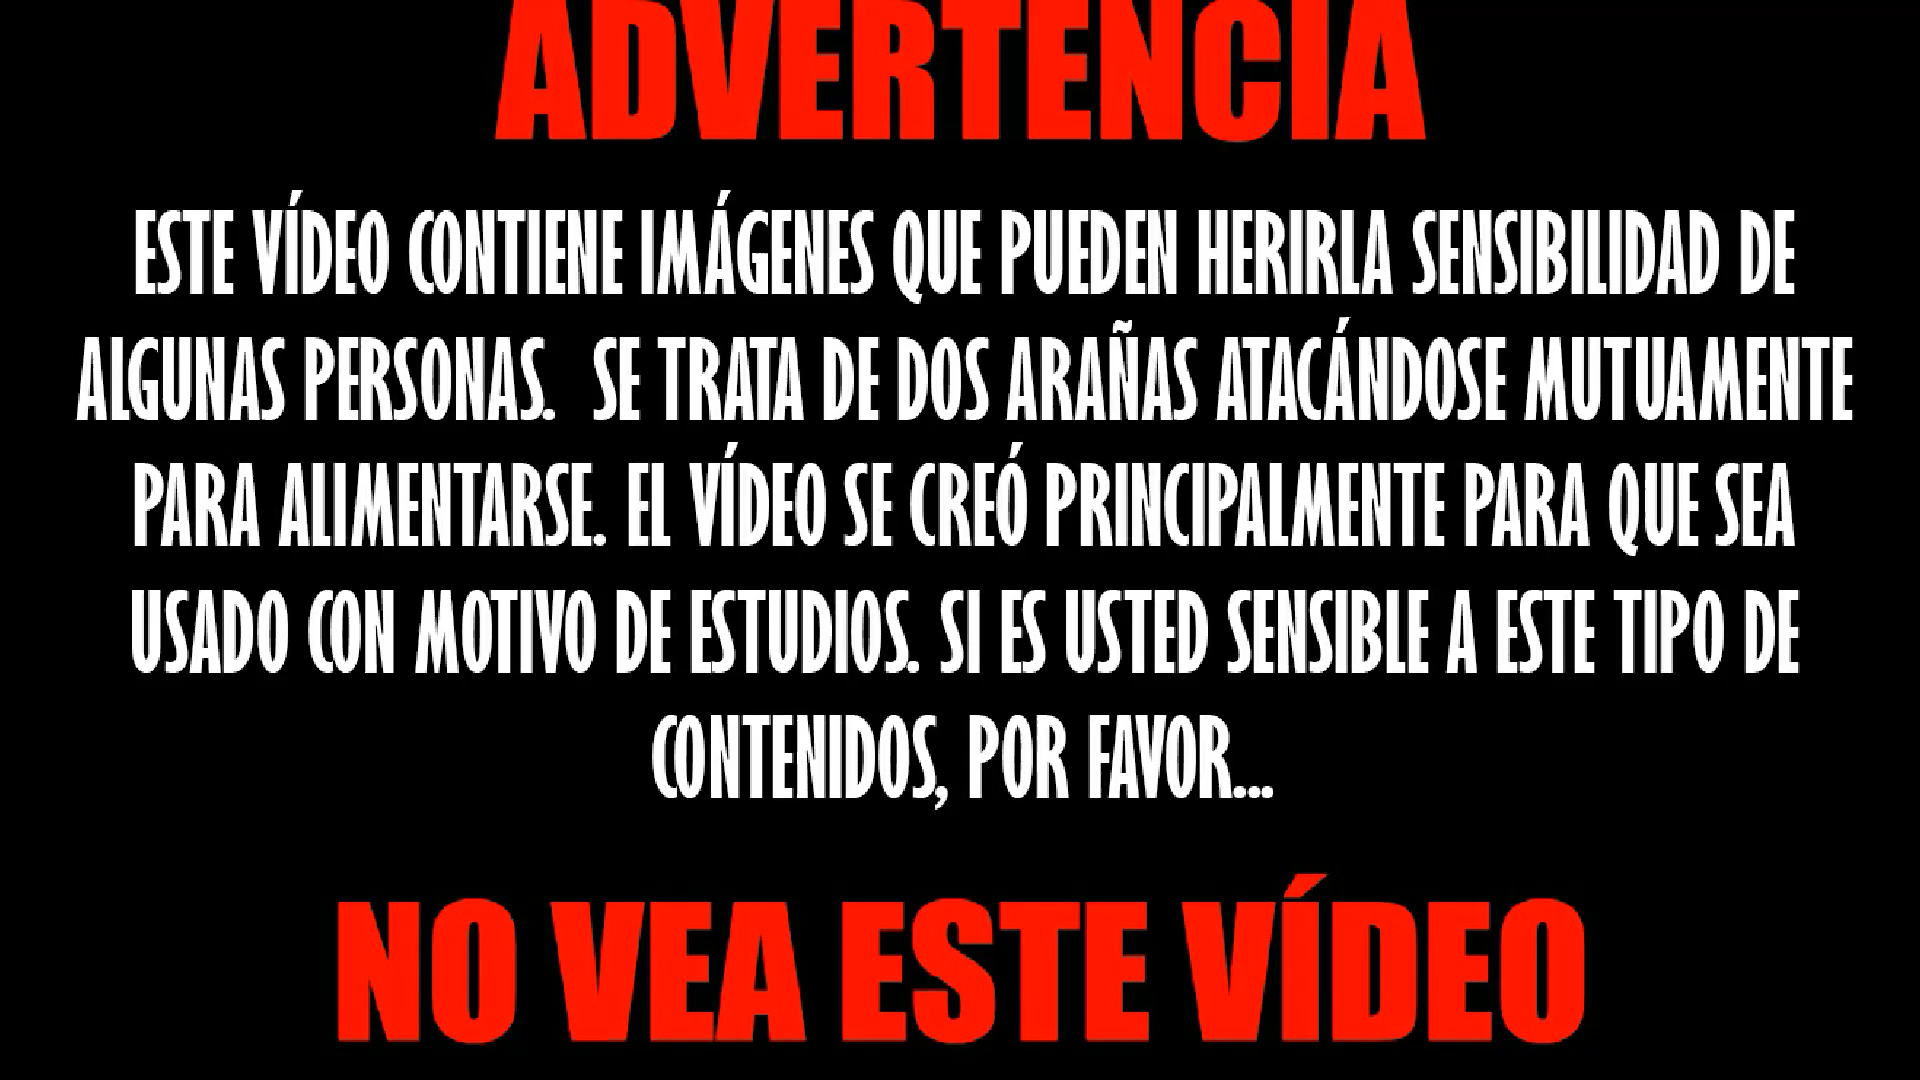 ADVERTENCIA
ESTE VÍDEO CONTIENE IMÁGENES QUE PUEDEN HERIRLA SENSIBILIDAD DE
ALGUNAS PERSONAS. SE TRATA DE DOS ARAÑAS ATACÁNDOSE MUTUAMENTE
PARA ALIMENTARSE. EL VÍDEO SE CREÓ PRINCIPALMENTE PARA QUE SEA
USADO CON MOTIVO DE ESTUDIOS. SI ES USTED SENSIBLE A ESTE TIPO DE
CONTENIDOS, POR FAVOR...
NO VEA ESTE VÍDEO